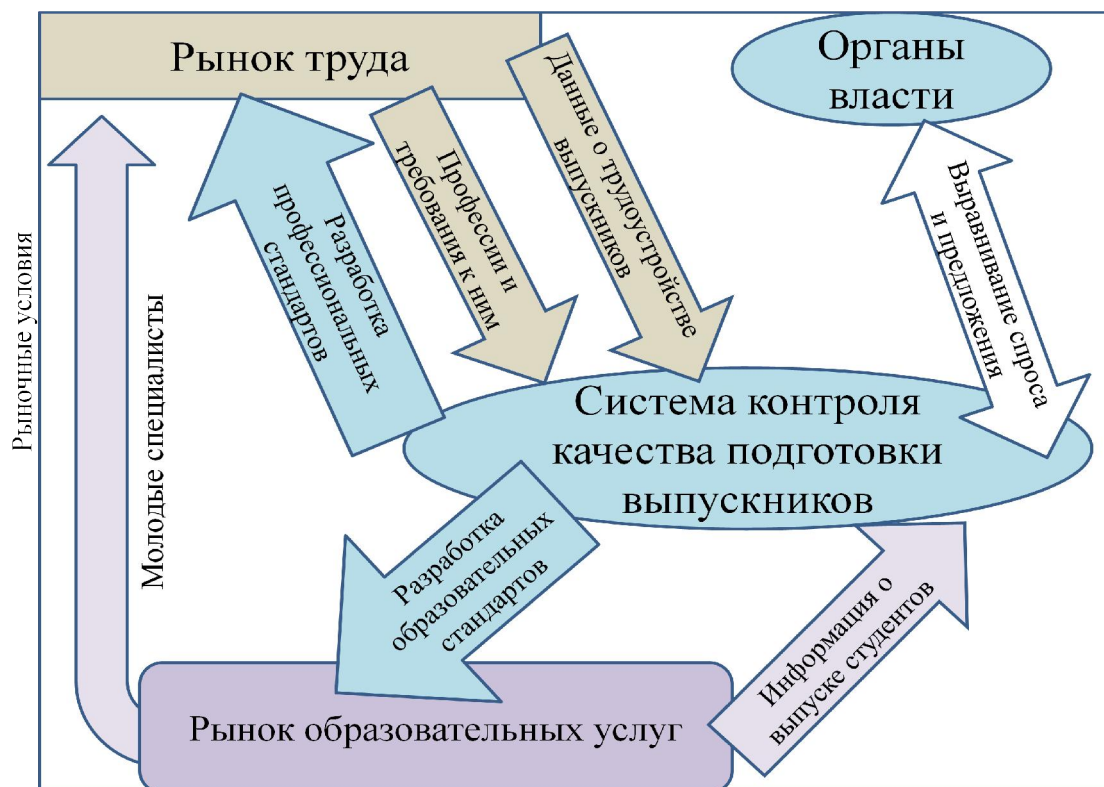 Рынок труда
Органы
власти
Данные о трудоустройстве
выпускников
Профессии и
требования к ним
Разработка
профессиональных
стандартов
Выравнивание спроса
и предложения
Рыночные условия
Молодые специалисты
Система контроля
качества подготовки
выпускников
Разработка
образовательных
стандартов
Информация о
выпуске студентов
Рынок образовательных услуг